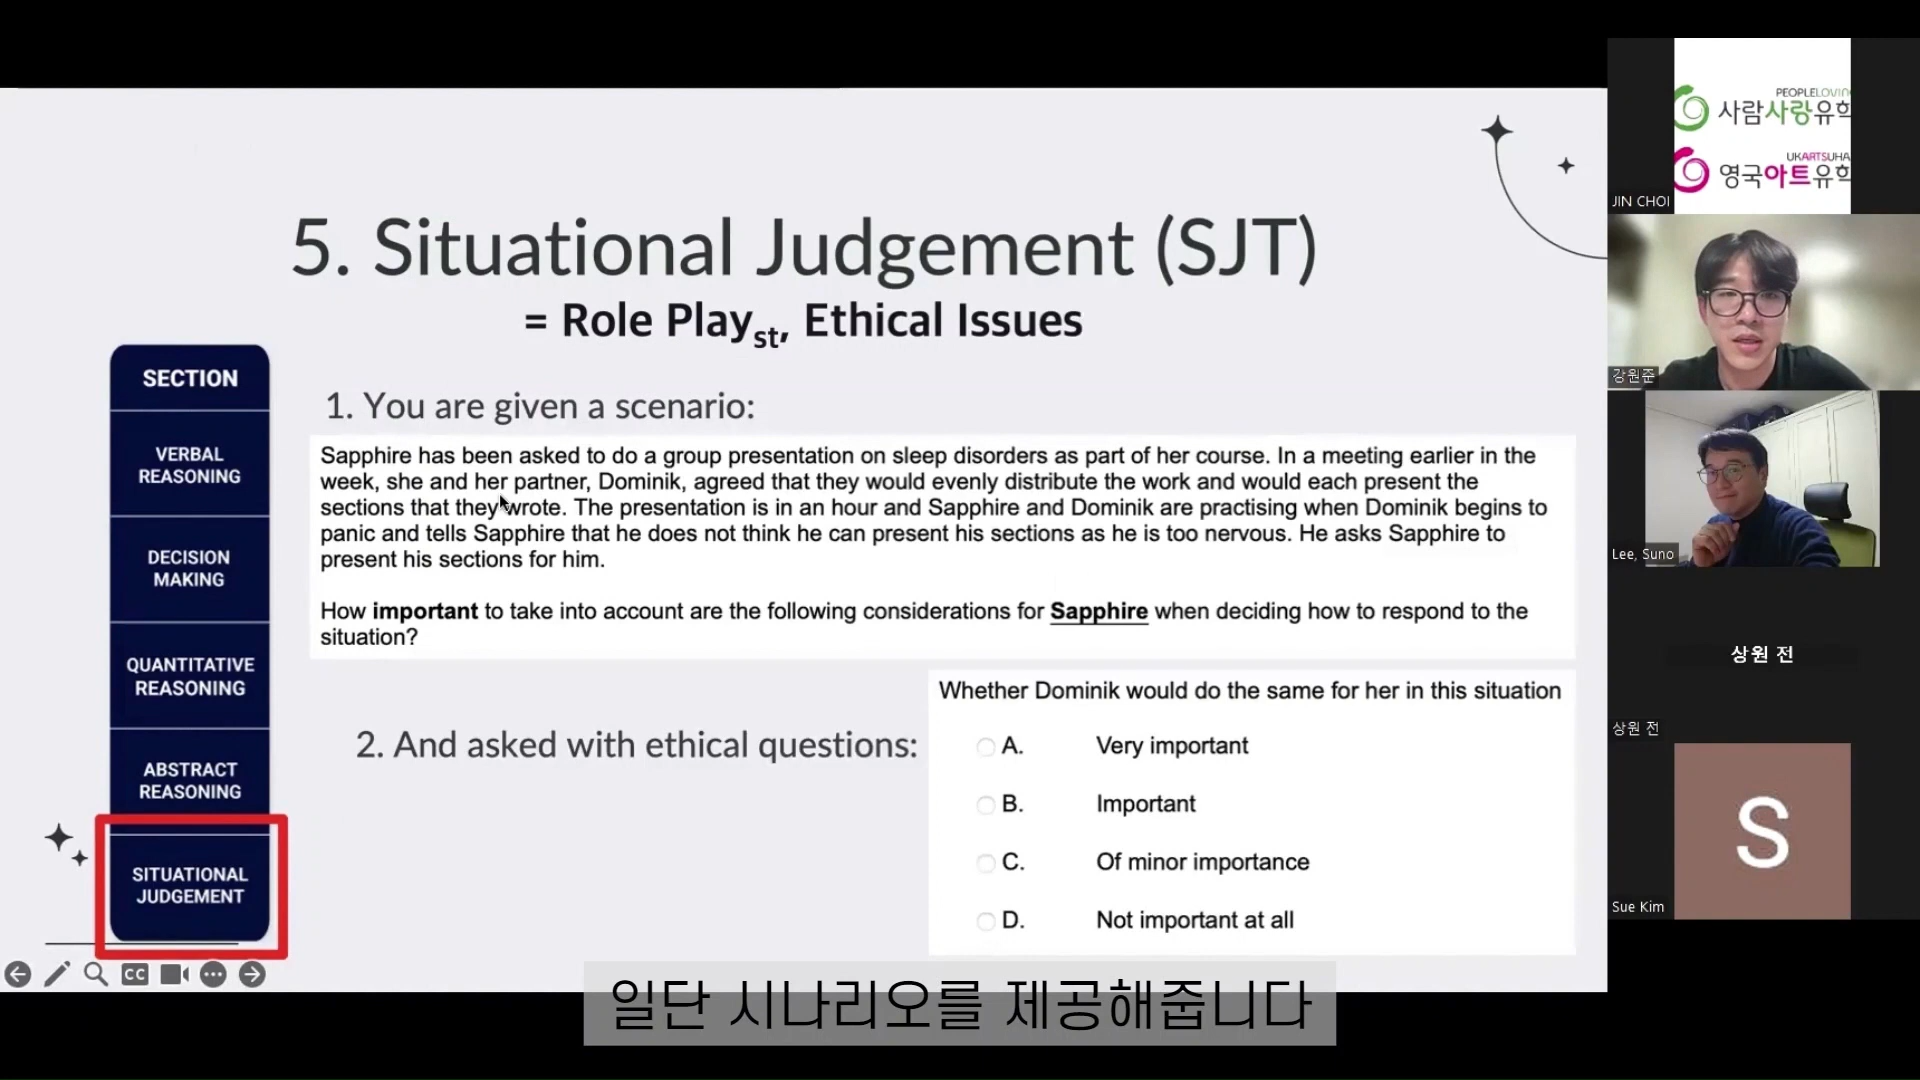 5. Situational Judgement (SJT)
= Role Playst, Ethical Issues
SECTION
VERBAL
REASONING
DECISION
MAKING
QUANTITATIVE
REASONING
ABSTRACT
REASONING
SITUATIONAL
JUDGEMENT
1. You are given a scenario:
Sapphire has been asked to do a group presentation on sleep disorders as part of her course. In a meeting earlier in the
week, she and her partner, Dominik, agreed that they would evenly distribute the work and would each present the
sections that they wrote. The presentation is in an hour and Sapphire and Dominik are practising when Dominik begins to
panic and tells Sapphire that he does not think he can present his sections as he is too nervous. He asks Sapphire to
present his sections for him.
How important to take into account are the following considerations for Sapphire when deciding how to respond to the
situation?
2. And asked with ethical questions:
Whether Dominik would do the same for her in this situation
A. Very important
B. Important
C. Of minor importance
D. Not important at all
CC
일단 시나리오를 제공해줍니다
PEOPLELOVIN
사람사랑유학
UKARTSUHA
영국아트유학
JIN CHOI
강원준
Lee, Suno
상원 전
상원 전
S
Sue Kim